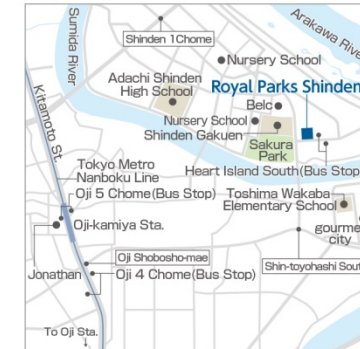 Sumida River
Shinden 1Chome
Arakawa Rive
Nursery School
Adachi Shinden
High School
Royal Parks Shinden
Belc
Kitamoto St.
Nursery School
Shinden Gakuen
Sakura
Park
Heart Island South(Bus Stop
Tokyo Metro
Nanboku Line
Oji 5 Chome(Bus Stop)
Toshima Wakaba
Elementary School
Oji-kamiya Sta.
gourme
city
Oji Shobosho-mae
Shin-toyohashi Sout
Jonathan
Oji 4 Chome(Bus Stop)
To Oji Sta.